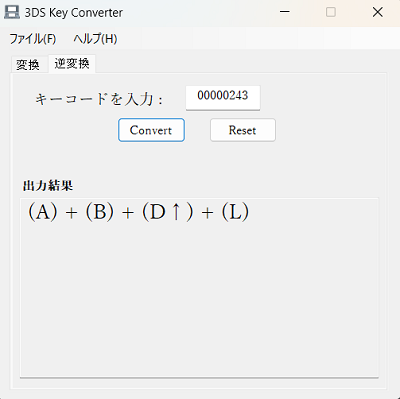 3DS Key Converter
ファイル(F) ヘルプ(H)
変換 逆変換
キーコードを入力： 00000243
Convert Reset
出力結果
(A) + (B) + (D↑) + (L)